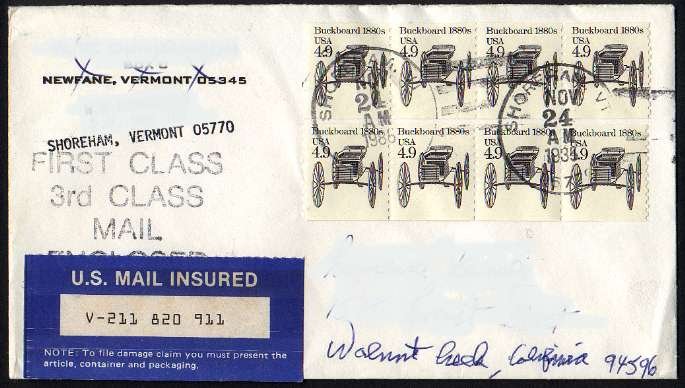 NEWFANE, VERMONT 05345
SHOREHAM, VERMONT 05770
FIRST CLASS
3rd CLASS
MAIL
ENCLOSED
U.S. MAIL INSURED
V-211 820 911
NOTE: To file damage claim you must present the
article, container and packaging.
Buckboard 1880s
USA
4.9
Buckboard 1880s
USA
4.9
Buckboard 1880s
USA
4.9
Buckboard 1880s
USA
4.9
Buckboard 1880s
USA
4.9
Buckboard 1880s
USA
4.9
Buckboard 1880s
USA
4.9
Buckboard 1880s
USA
4.9
SHOREHAM, VT
NOV
24
AM
Walnut Creek, California 94596